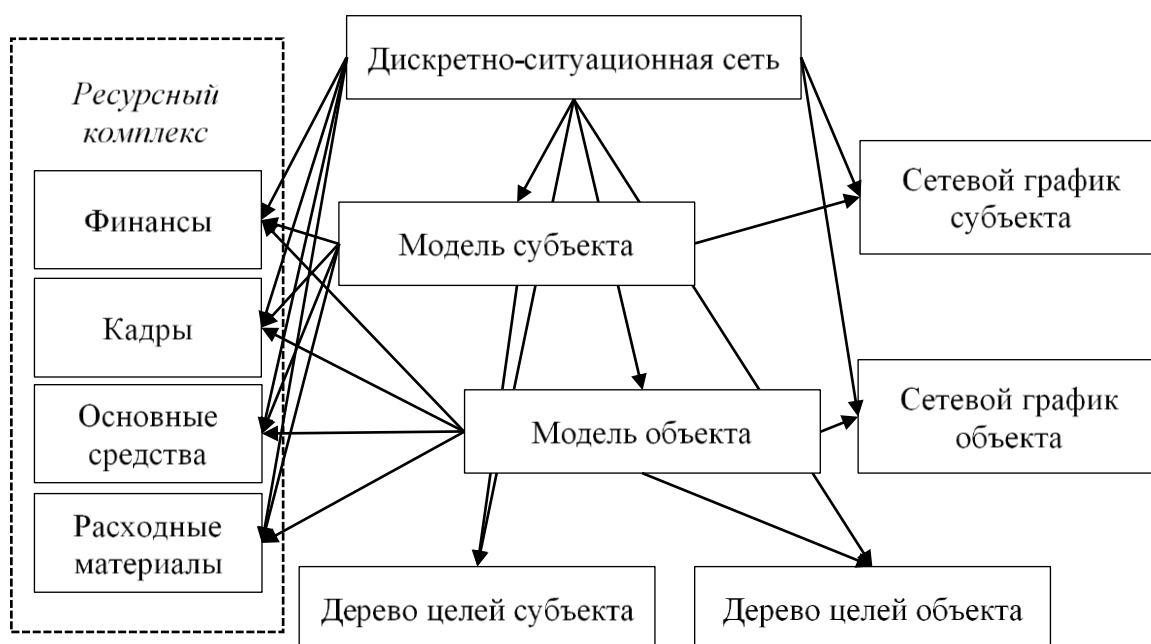 Дискретно-ситуационная сеть
Ресурсный
комплекс
Финансы
Кадры
Основные
средства
Расходные
материалы
Модель субъекта
Модель объекта
Сетевой график
субъекта
Сетевой график
объекта
Дерево целей субъекта
Дерево целей объекта